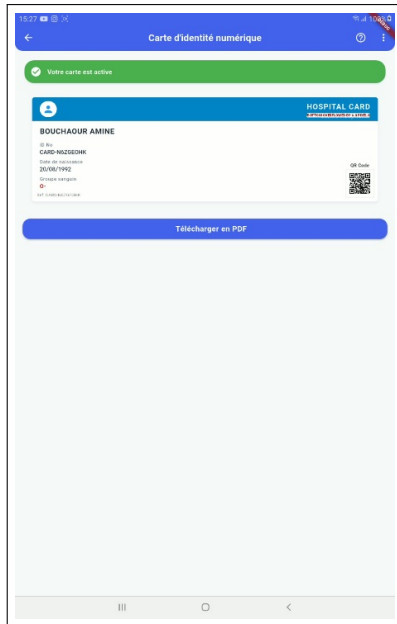 15:27
Carte d'identité numérique
Votre carte est active
HOSPITAL CARD
BOUCHAOUR AMINE
ID No
CARD-N6ZGEOHK
Date de naissance
20/08/1992
QR Code
Groupe sanguin
O-
Télécharger en PDF